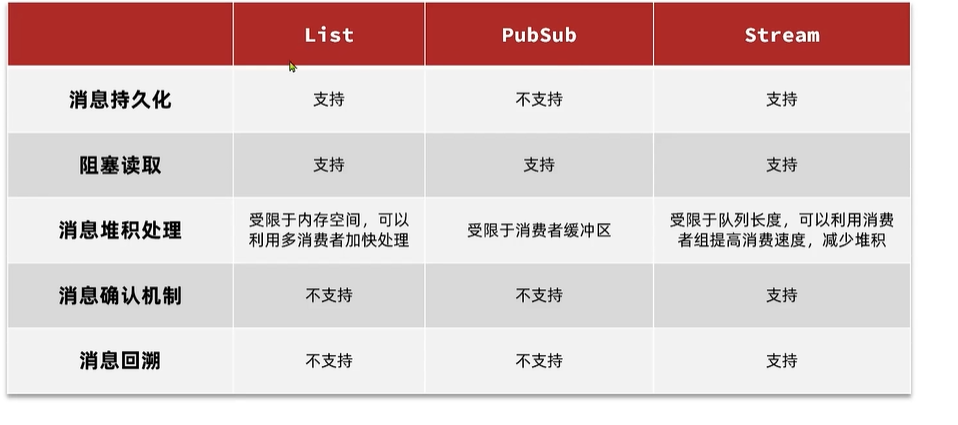 List PubSub Stream
消息持久化 支持 不支持 支持
阻塞读取 支持 支持 支持
消息堆积处理 受限于内存空间，可以 受限于消费者缓冲区 受限于队列长度，可以利用消费
利用多消费者加快处理 者组提高消费速度，减少堆积
消息确认机制 不支持 不支持 支持
消息回溯 不支持 不支持 支持